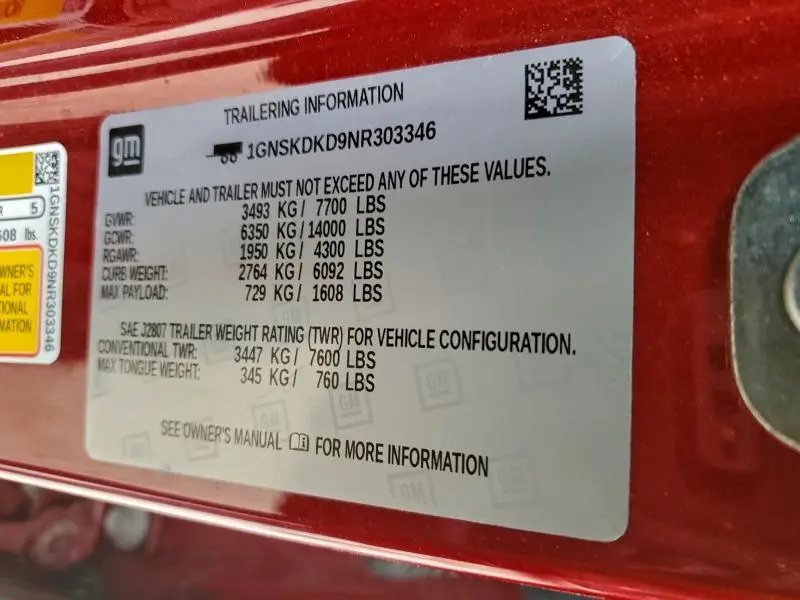 TRAILERING INFORMATION
gm
1GNSKDKD9NR303346
VEHICLE AND TRAILER MUST NOT EXCEED ANY OF THESE VALUES.
GVWR: 3493 KG/ 7700 LBS
GCWR: 6350 KG/14000 LBS
RGAWR: 1950 KG/ 4300 LBS
CURB WEIGHT: 2764 KG/ 6092 LBS
MAX PAYLOAD: 729 KG/ 1608 LBS
SAE J2807 TRAILER WEIGHT RATING (TWR) FOR VEHICLE CONFIGURATION.
CONVENTIONAL TWR: 3447 KG/ 7600 LBS
MAX TONGUE WEIGHT: 345 KG/ 760 LBS
SEE OWNER'S MANUAL FOR MORE INFORMATION
5
lbs.
1GNSKDKD9NR303346